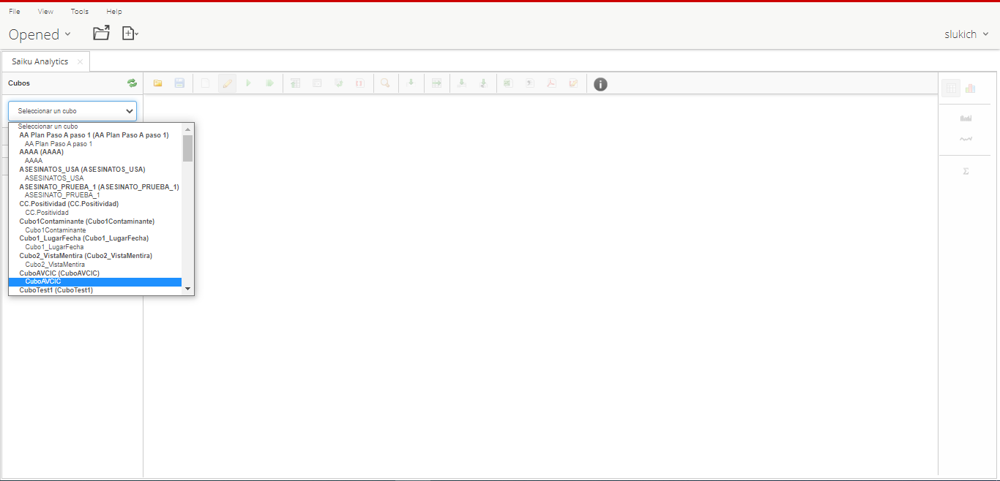 File View Tools Help
Opened
slukich
Saiku Analytics
Cubos
Seleccionar un cubo
Seleccionar un cubo
AA Plan Paso A paso 1 (AA Plan Paso A paso 1)
AA Plan Paso A paso 1
AAAA (AAAA)
AAAA
ASESINATOS_USA (ASESINATOS_USA)
ASESINATOS_USA
ASESINATO_PRUEBA_1 (ASESINATO_PRUEBA_1)
ASESINATO_PRUEBA_1
CC.Positividad (CC.Positividad)
CC.Positividad
Cubo1Contaminante (Cubo1Contaminante)
Cubo1Contaminante
Cubo1_LugarFecha (Cubo1_LugarFecha)
Cubo1_LugarFecha
Cubo2_VistaMentira (Cubo2_VistaMentira)
Cubo2_VistaMentira
CuboAVCIC (CuboAVCIC)
CuboAVCIC
CuboTest1 (CuboTest1)
Σ